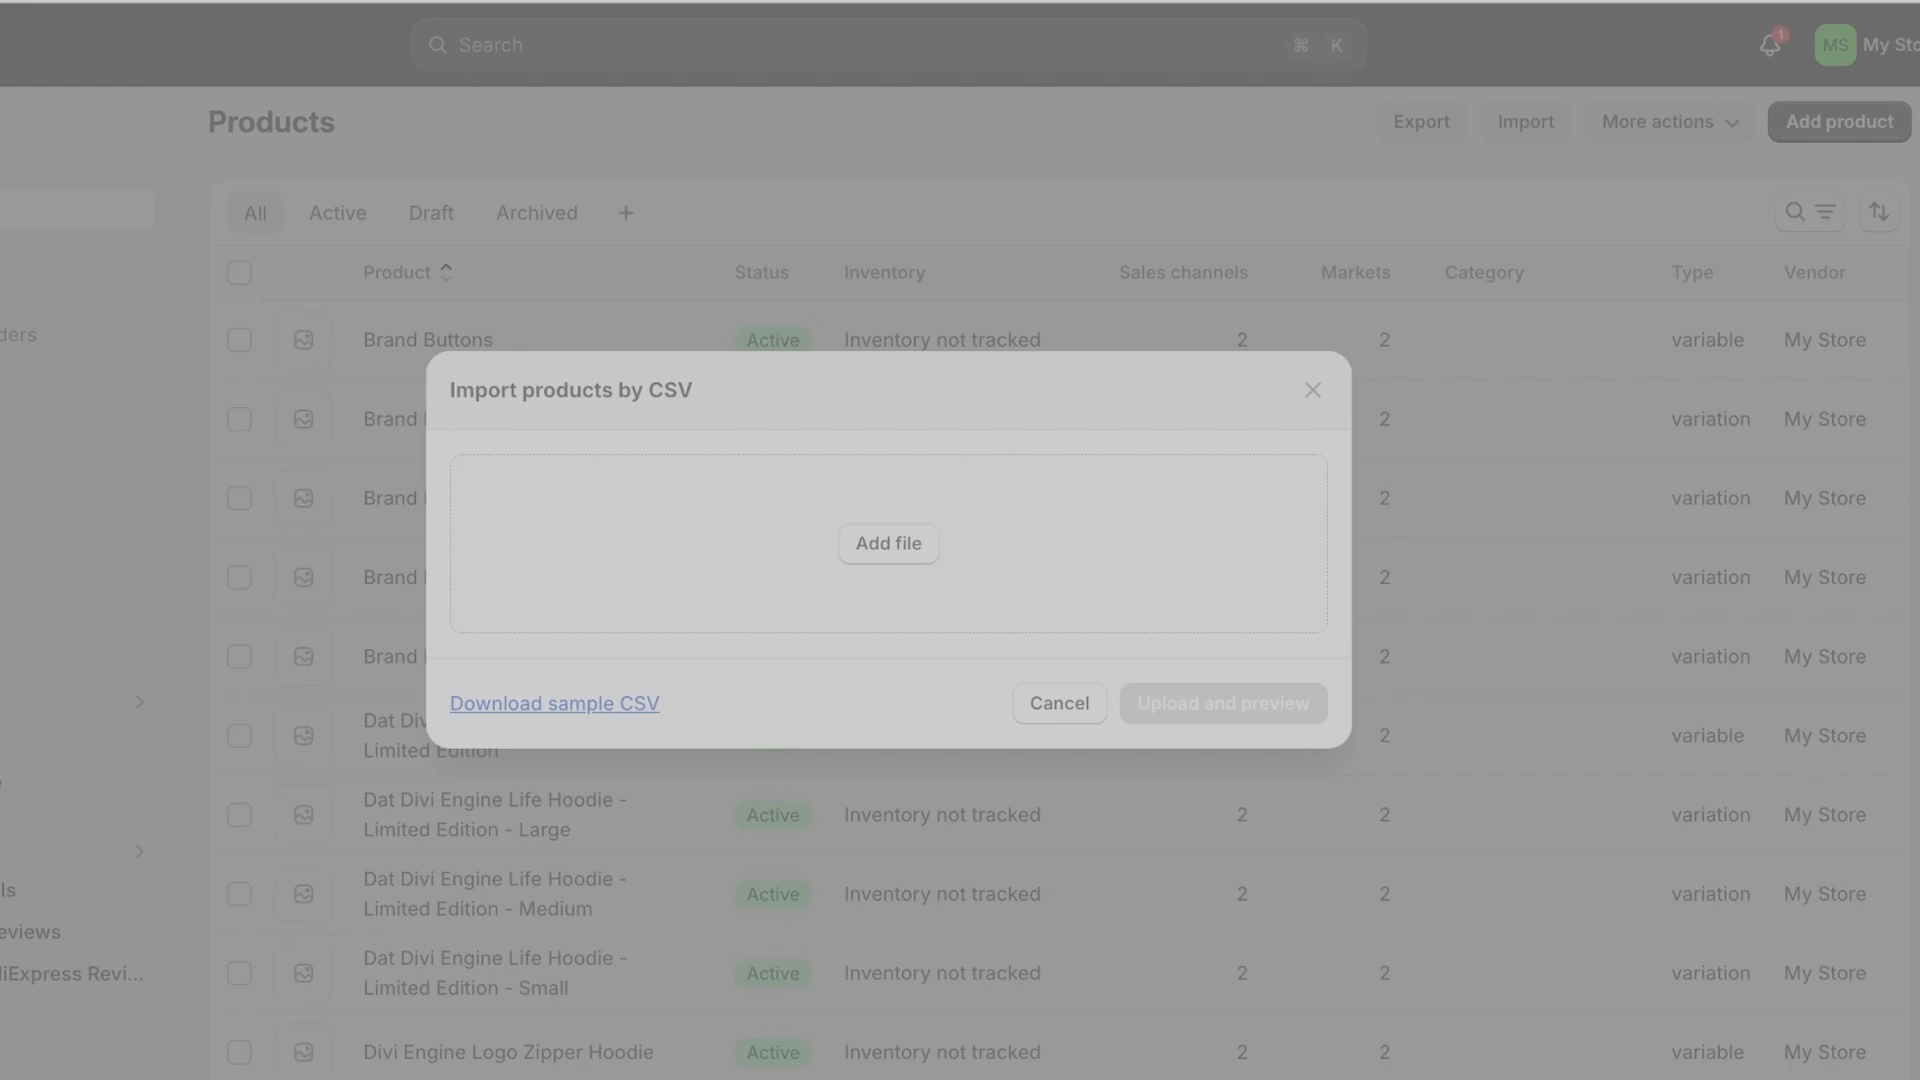 Search ⌘ K
1
MS My Sto
Products
Export Import More actions Add product
All Active Draft Archived +
Product Status Inventory Sales channels Markets Category Type Vendor
Brand Buttons Active Inventory not tracked 2 2 variable My Store
ders
Import products by CSV
Brand 2 variation My Store
Brand 2 variation My Store
Add file
Brand 2 variation My Store
Brand 2 variation My Store
Download sample CSV Cancel Upload and preview
Dat Divi
Limited Edition 2 variable My Store
e
Dat Divi Engine Life Hoodie -
Limited Edition - Large Active Inventory not tracked 2 2 variation My Store
ls
Dat Divi Engine Life Hoodie -
Limited Edition - Medium Active Inventory not tracked 2 2 variation My Store
eviews
liExpress Revi...
Dat Divi Engine Life Hoodie -
Limited Edition - Small Active Inventory not tracked 2 2 variation My Store
Divi Engine Logo Zipper Hoodie Active Inventory not tracked 2 2 variable My Store